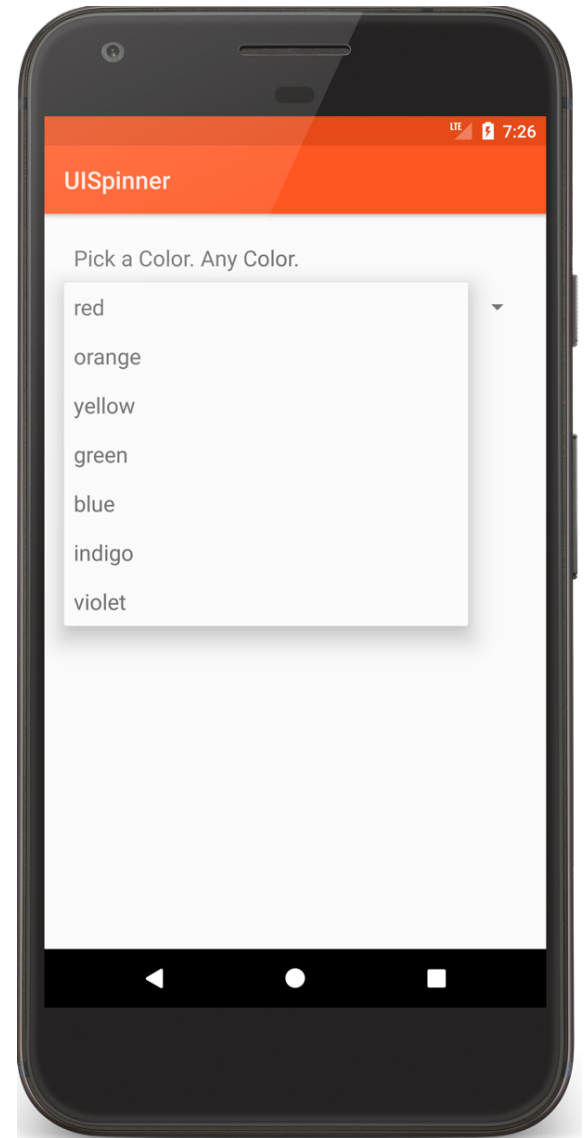 LTE 7:26
UISpinner
Pick a Color. Any Color.
red
orange
yellow
green
blue
indigo
violet